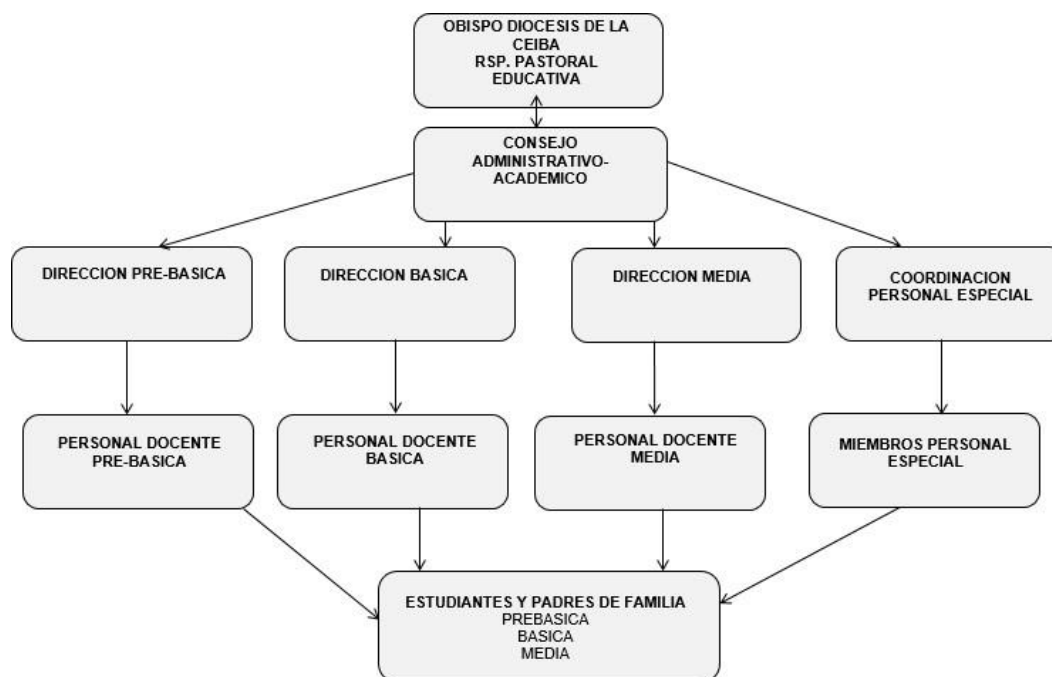 OBISPO DIOCESIS DE LA
CEIBA
RSP. PASTORAL
EDUCATIVA
CONSEJO
ADMINISTRATIVO-
ACADEMICO
DIRECCION PRE-BASICA
DIRECCION BASICA
DIRECCION MEDIA
COORDINACION
PERSONAL ESPECIAL
PERSONAL DOCENTE
PRE-BASICA
PERSONAL DOCENTE
BASICA
PERSONAL DOCENTE
MEDIA
MIEMBROS PERSONAL
ESPECIAL
ESTUDIANTES Y PADRES DE FAMILIA
PREBASICA
BASICA
MEDIA